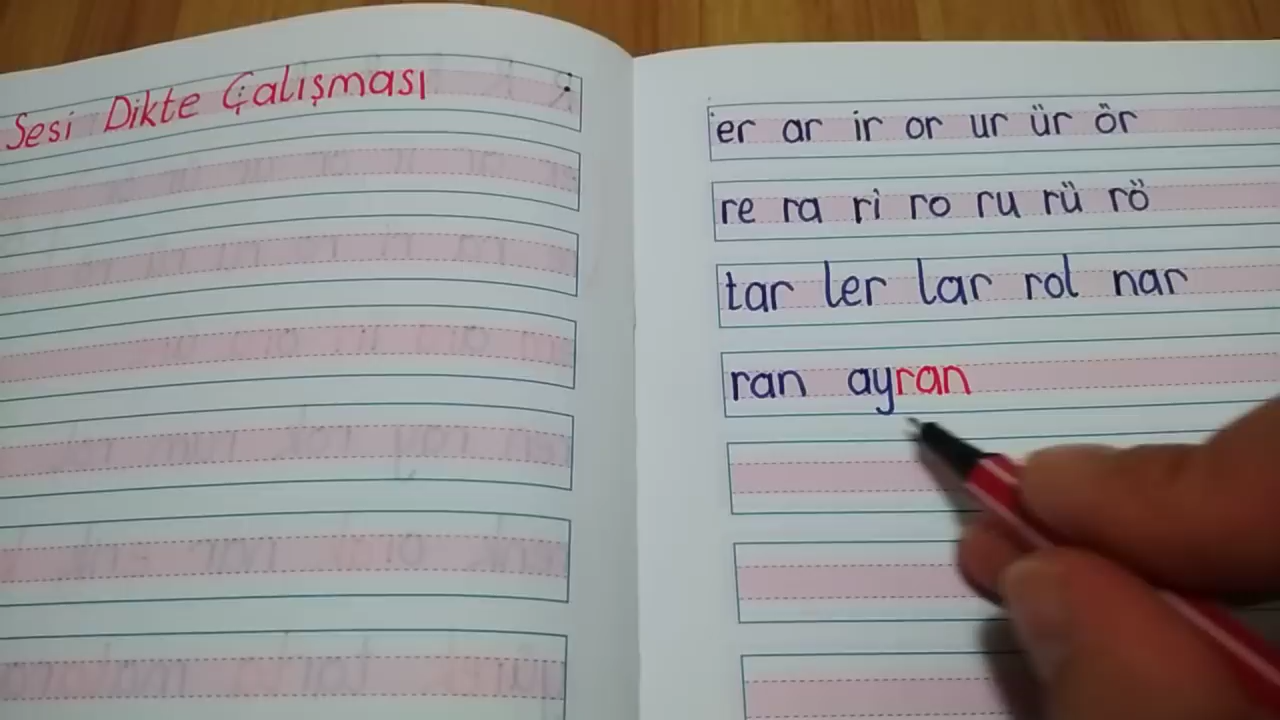 Sesi Dikte Çalışması
er ar ir or ur ür ör
re ra ri ro ru rü rö
tar ler lar rol nar
ran ayran